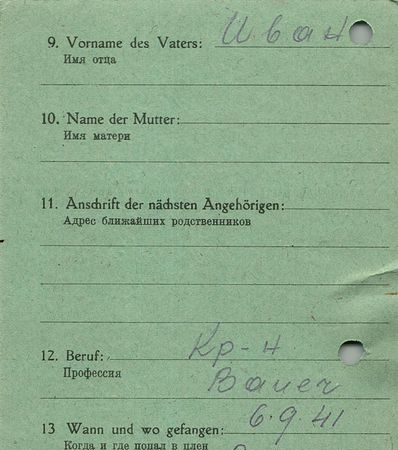 9. Vorname des Vaters: Иван
Имя отца
10. Name der Mutter:
Имя матери
11. Anschrift der nächsten Angehörigen:
Адрес ближайших родственников
12. Beruf: Кр-н
Профессия Bauer
6.9.41
13 Wann und wo gefangen:
Когда и где попал в плен